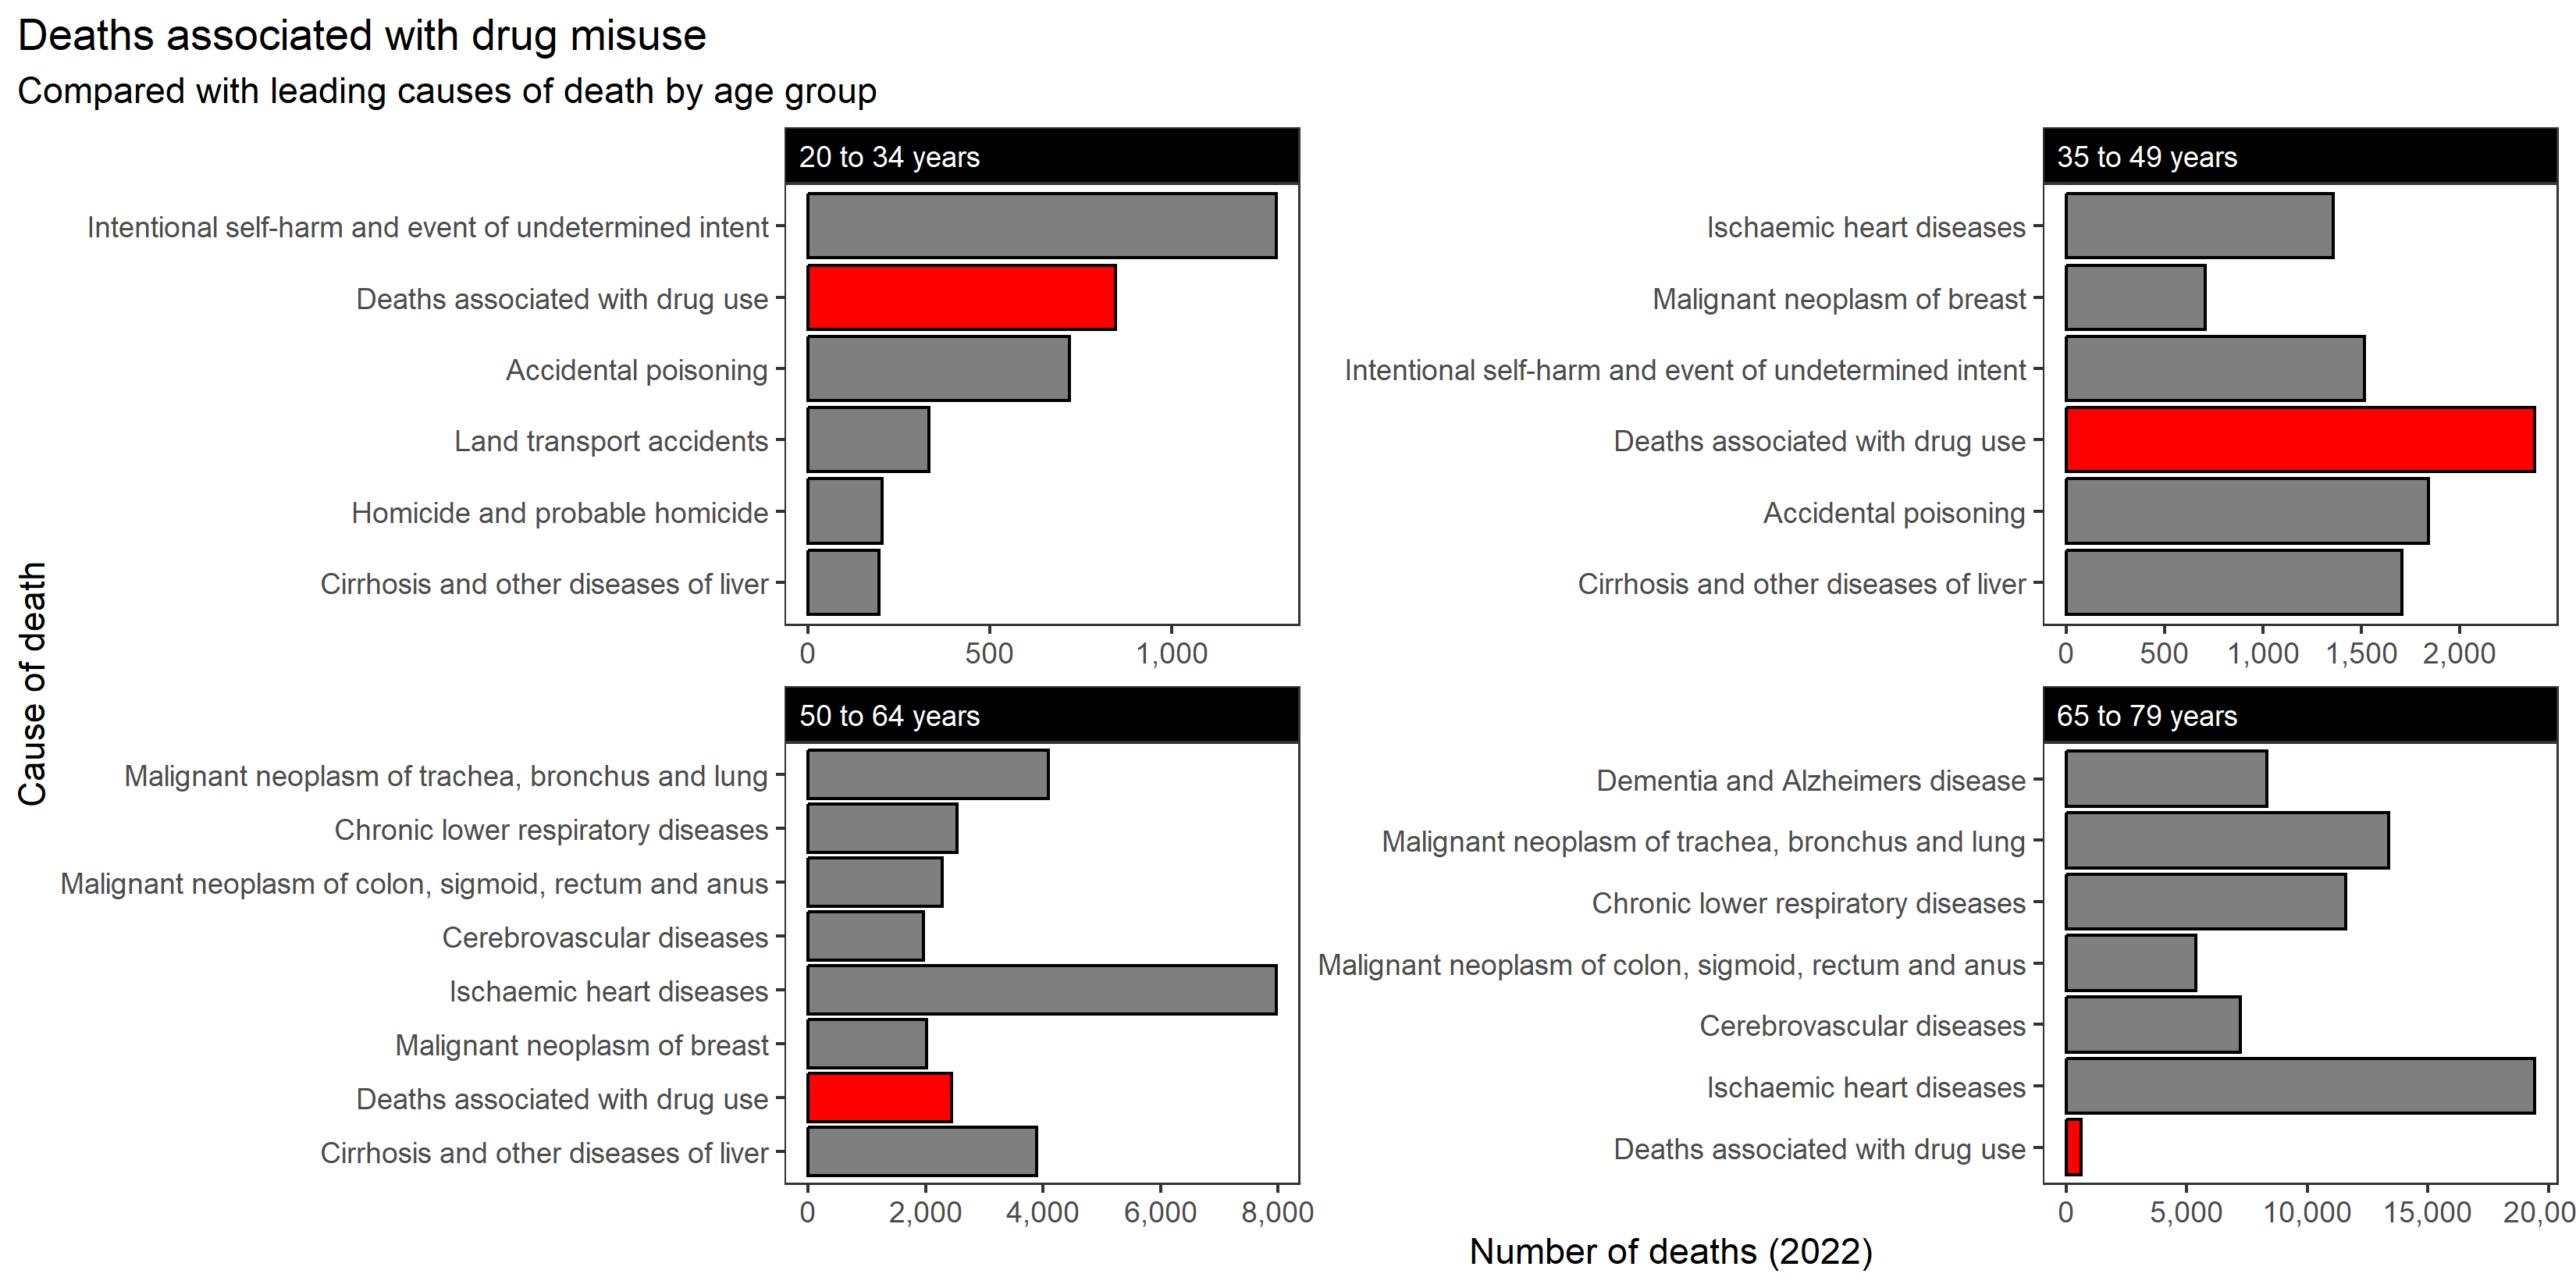 Deaths associated with drug misuse
Compared with leading causes of death by age group
Cause of death
20 to 34 years
Intentional self-harm and event of undetermined intent
Deaths associated with drug use
Accidental poisoning
Land transport accidents
Homicide and probable homicide
Cirrhosis and other diseases of liver
0 500 1,000
35 to 49 years
Ischaemic heart diseases
Malignant neoplasm of breast
Intentional self-harm and event of undetermined intent
Deaths associated with drug use
Accidental poisoning
Cirrhosis and other diseases of liver
0 500 1,000 1,500 2,000
50 to 64 years
Malignant neoplasm of trachea, bronchus and lung
Chronic lower respiratory diseases
Malignant neoplasm of colon, sigmoid, rectum and anus
Cerebrovascular diseases
Ischaemic heart diseases
Malignant neoplasm of breast
Deaths associated with drug use
Cirrhosis and other diseases of liver
0 2,000 4,000 6,000 8,000
65 to 79 years
Dementia and Alzheimers disease
Malignant neoplasm of trachea, bronchus and lung
Chronic lower respiratory diseases
Malignant neoplasm of colon, sigmoid, rectum and anus
Cerebrovascular diseases
Ischaemic heart diseases
Deaths associated with drug use
0 5,000 10,000 15,000 20,00
Number of deaths (2022)